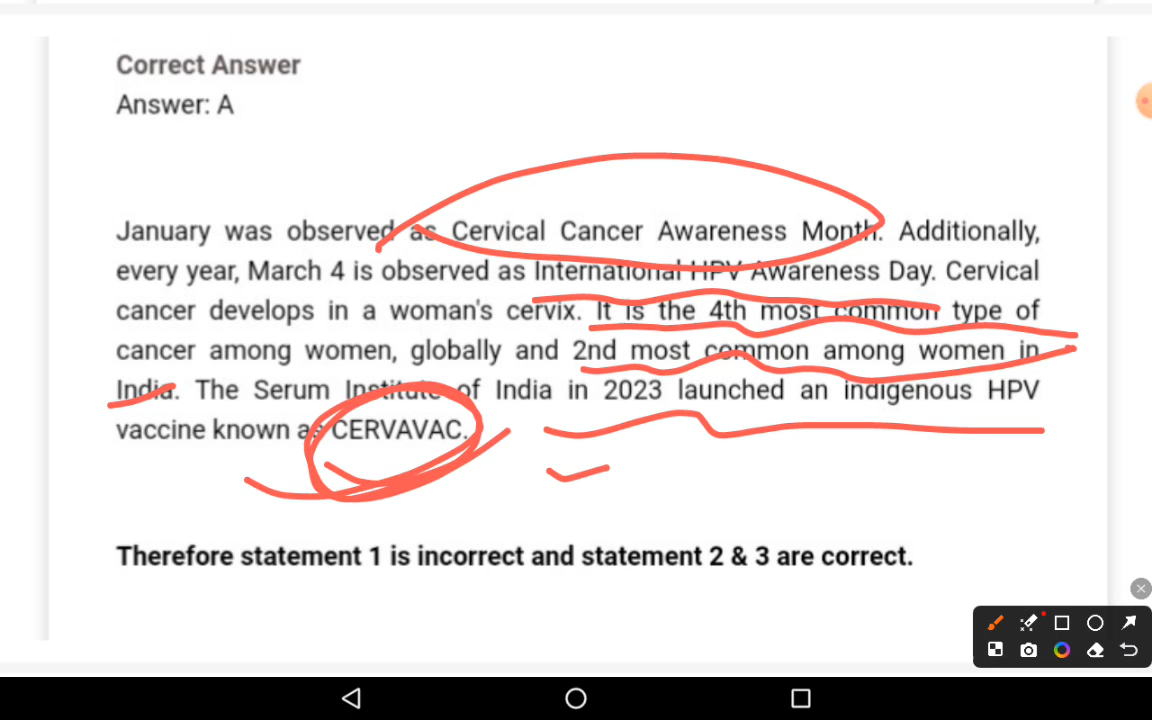 Correct Answer
Answer: A
January was observed as Cervical Cancer Awareness Month. Additionally,
every year, March 4 is observed as International HPV Awareness Day. Cervical
cancer develops in a woman's cervix. It is the 4th most common type of
cancer among women, globally and 2nd most common among women in
India. The Serum Institute of India in 2023 launched an indigenous HPV
vaccine known as CERVAVAC.
Therefore statement 1 is incorrect and statement 2 & 3 are correct.